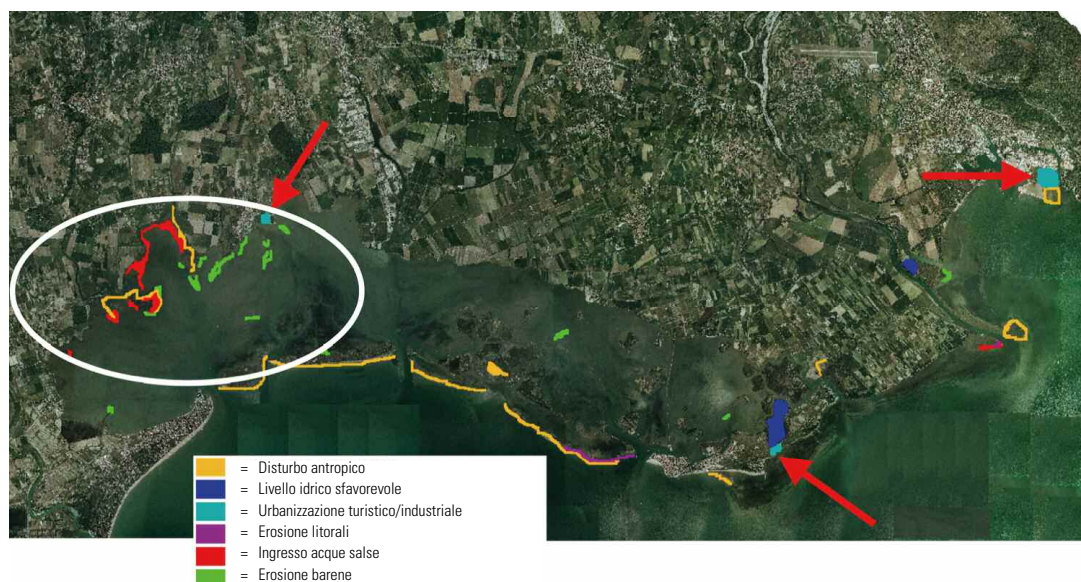 = Disturbo antropico
= Livello idrico sfavorevole
= Urbanizzazione turistico/industriale
= Erosione litorali
= Ingresso acque salse
= Erosione barene